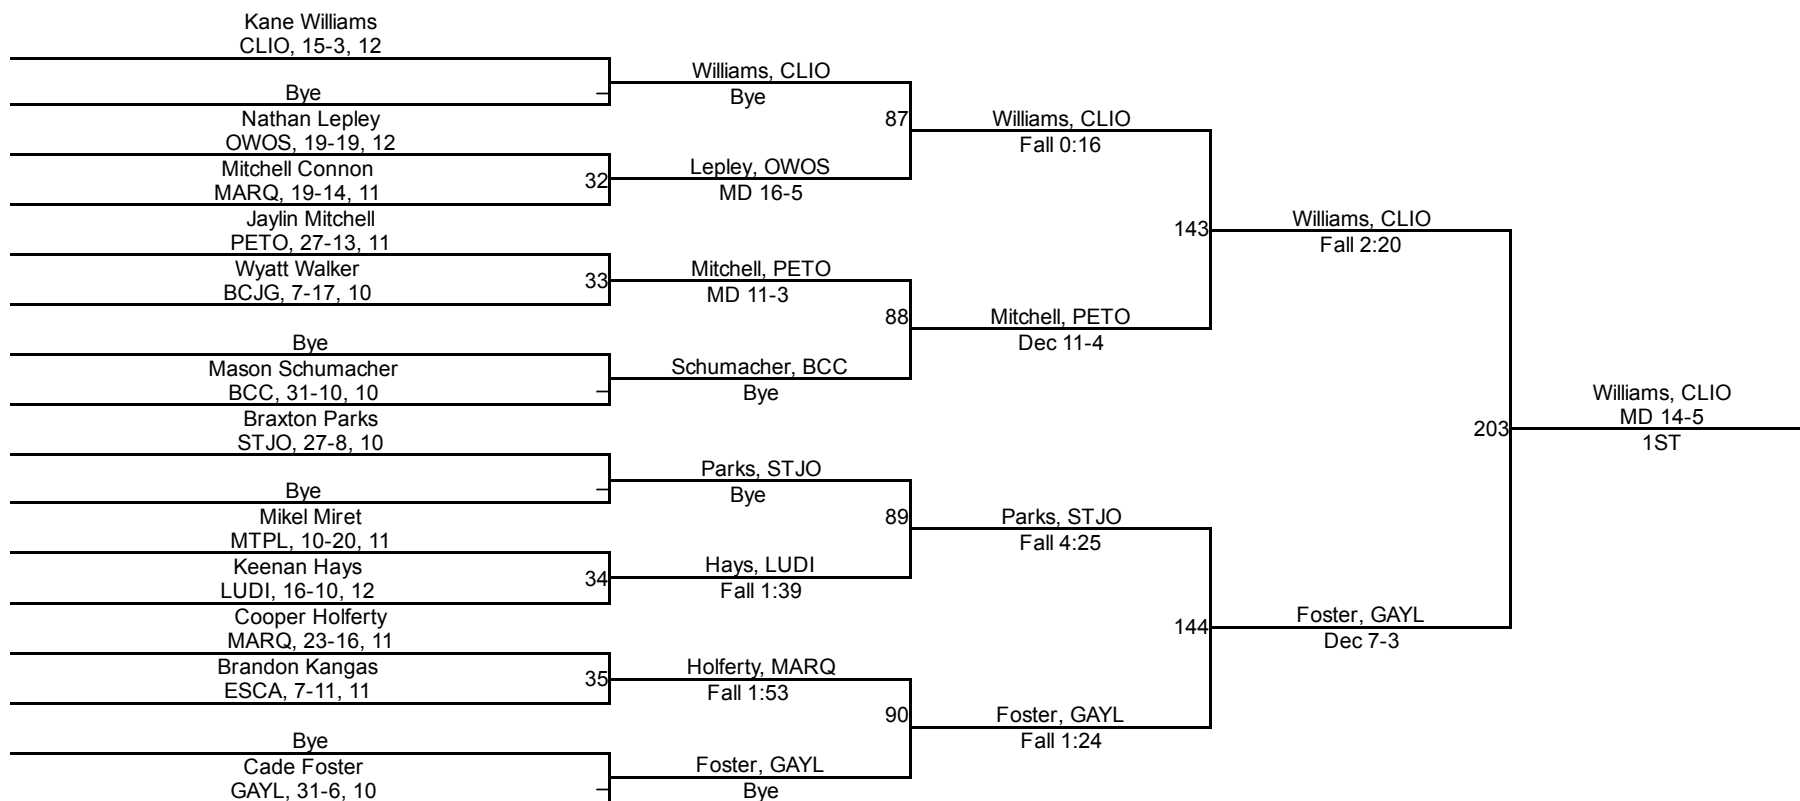 Kane Williams
CLIO, 15-3, 12
Bye
Nathan Lepley
OWOS, 19-19, 12
Mitchell Connon
MARQ, 19-14, 11
Jaylin Mitchell
PETO, 27-13, 11
Wyatt Walker
BCJG, 7-17, 10
Bye
Mason Schumacher
BCC, 31-10, 10
Braxton Parks
STJO, 27-8, 10
Bye
Mikel Miret
MTPL, 10-20, 11
Keenan Hays
LUDI, 16-10, 12
Cooper Holferty
MARQ, 23-16, 11
Brandon Kangas
ESCA, 7-11, 11
Bye
Cade Foster
GAYL, 31-6, 10
–
32
33
–
–
34
35
–
Williams, CLIO
Bye
Lepley, OWOS
MD 16-5
Mitchell, PETO
MD 11-3
Schumacher, BCC
Bye
Parks, STJO
Bye
Hays, LUDI
Fall 1:39
Holferty, MARQ
Fall 1:53
Foster, GAYL
Bye
87
88
89
90
Williams, CLIO
Fall 0:16
Mitchell, PETO
Dec 11-4
Parks, STJO
Fall 4:25
Foster, GAYL
Fall 1:24
143
144
Williams, CLIO
Fall 2:20
Foster, GAYL
Dec 7-3
203
Williams, CLIO
MD 14-5
1ST